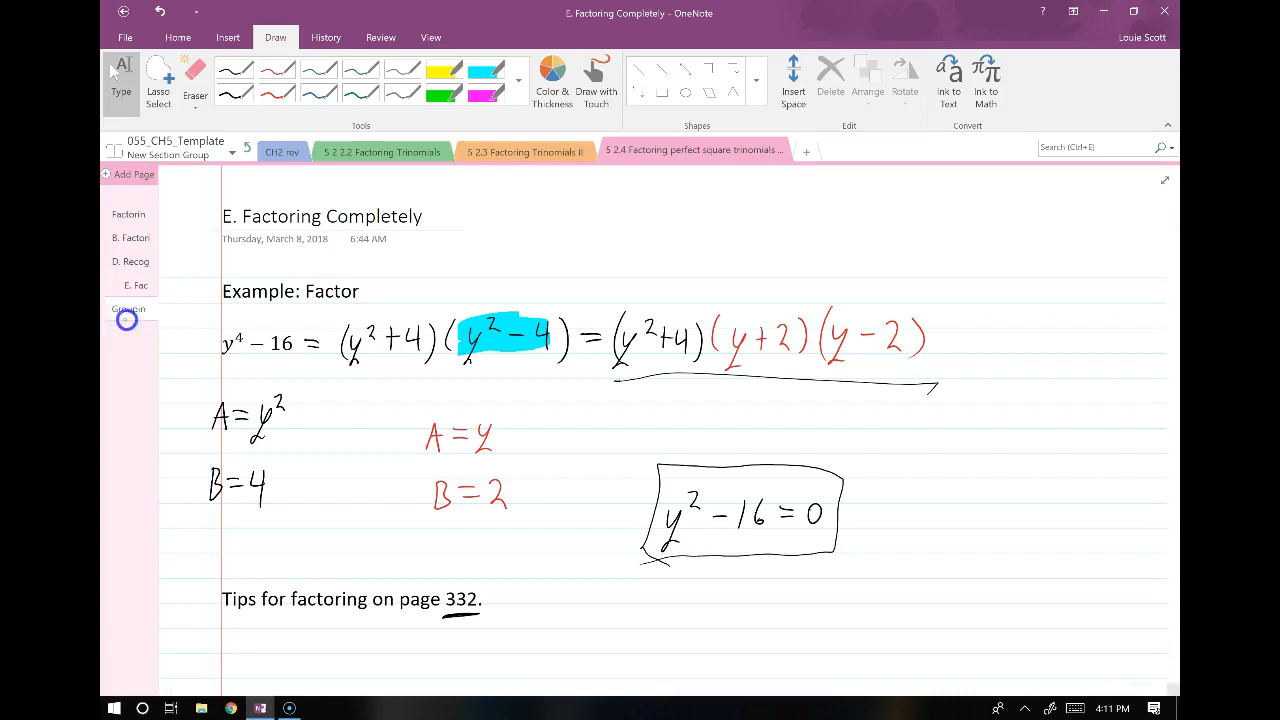 E. Factoring Completely - OneNote
?
File Home Insert Draw History Review View
Louie Scott
Type
Lasso Select
Eraser
Color & Thickness
Draw with Touch
Insert Space
Delete
Arrange
Rotate
Ink to Text
Ink to Math
Tools Shapes Edit Convert
055_CH5_Template
New Section Group
CH2 rev
5 2 2.2 Factoring Trinomials
5 2.3 Factoring Trinomials II
5 2.4 Factoring perfect square trinomials ...
Search (Ctrl+E)
Add Page
Factorin
B. Factori
D. Recog
E. Fac
Groupin
E. Factoring Completely
Thursday, March 8, 2018 6:44 AM
Example: Factor
y⁴ − 16 = (y² + 4)(y² − 4) = (y² + 4)(y + 2)(y − 2)
A = y²
B = 4
A = y
B = 2
y² − 16 = 0
Tips for factoring on page 332.
4:11 PM